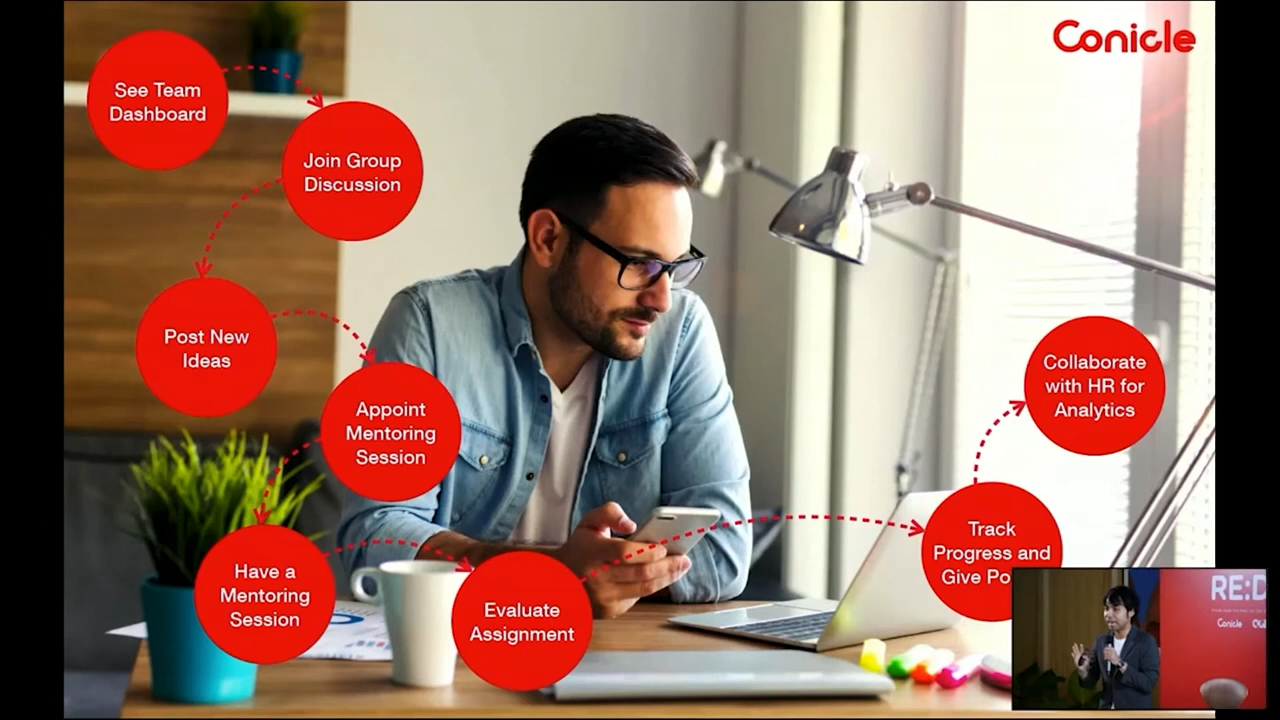 Conicle
See Team
Dashboard
Join Group
Discussion
Post New
Ideas
Appoint
Mentoring
Session
Have a
Mentoring
Session
Evaluate
Assignment
Track
Progress and
Give
Collaborate
with HR for
Analytics
RE:D
Conicle